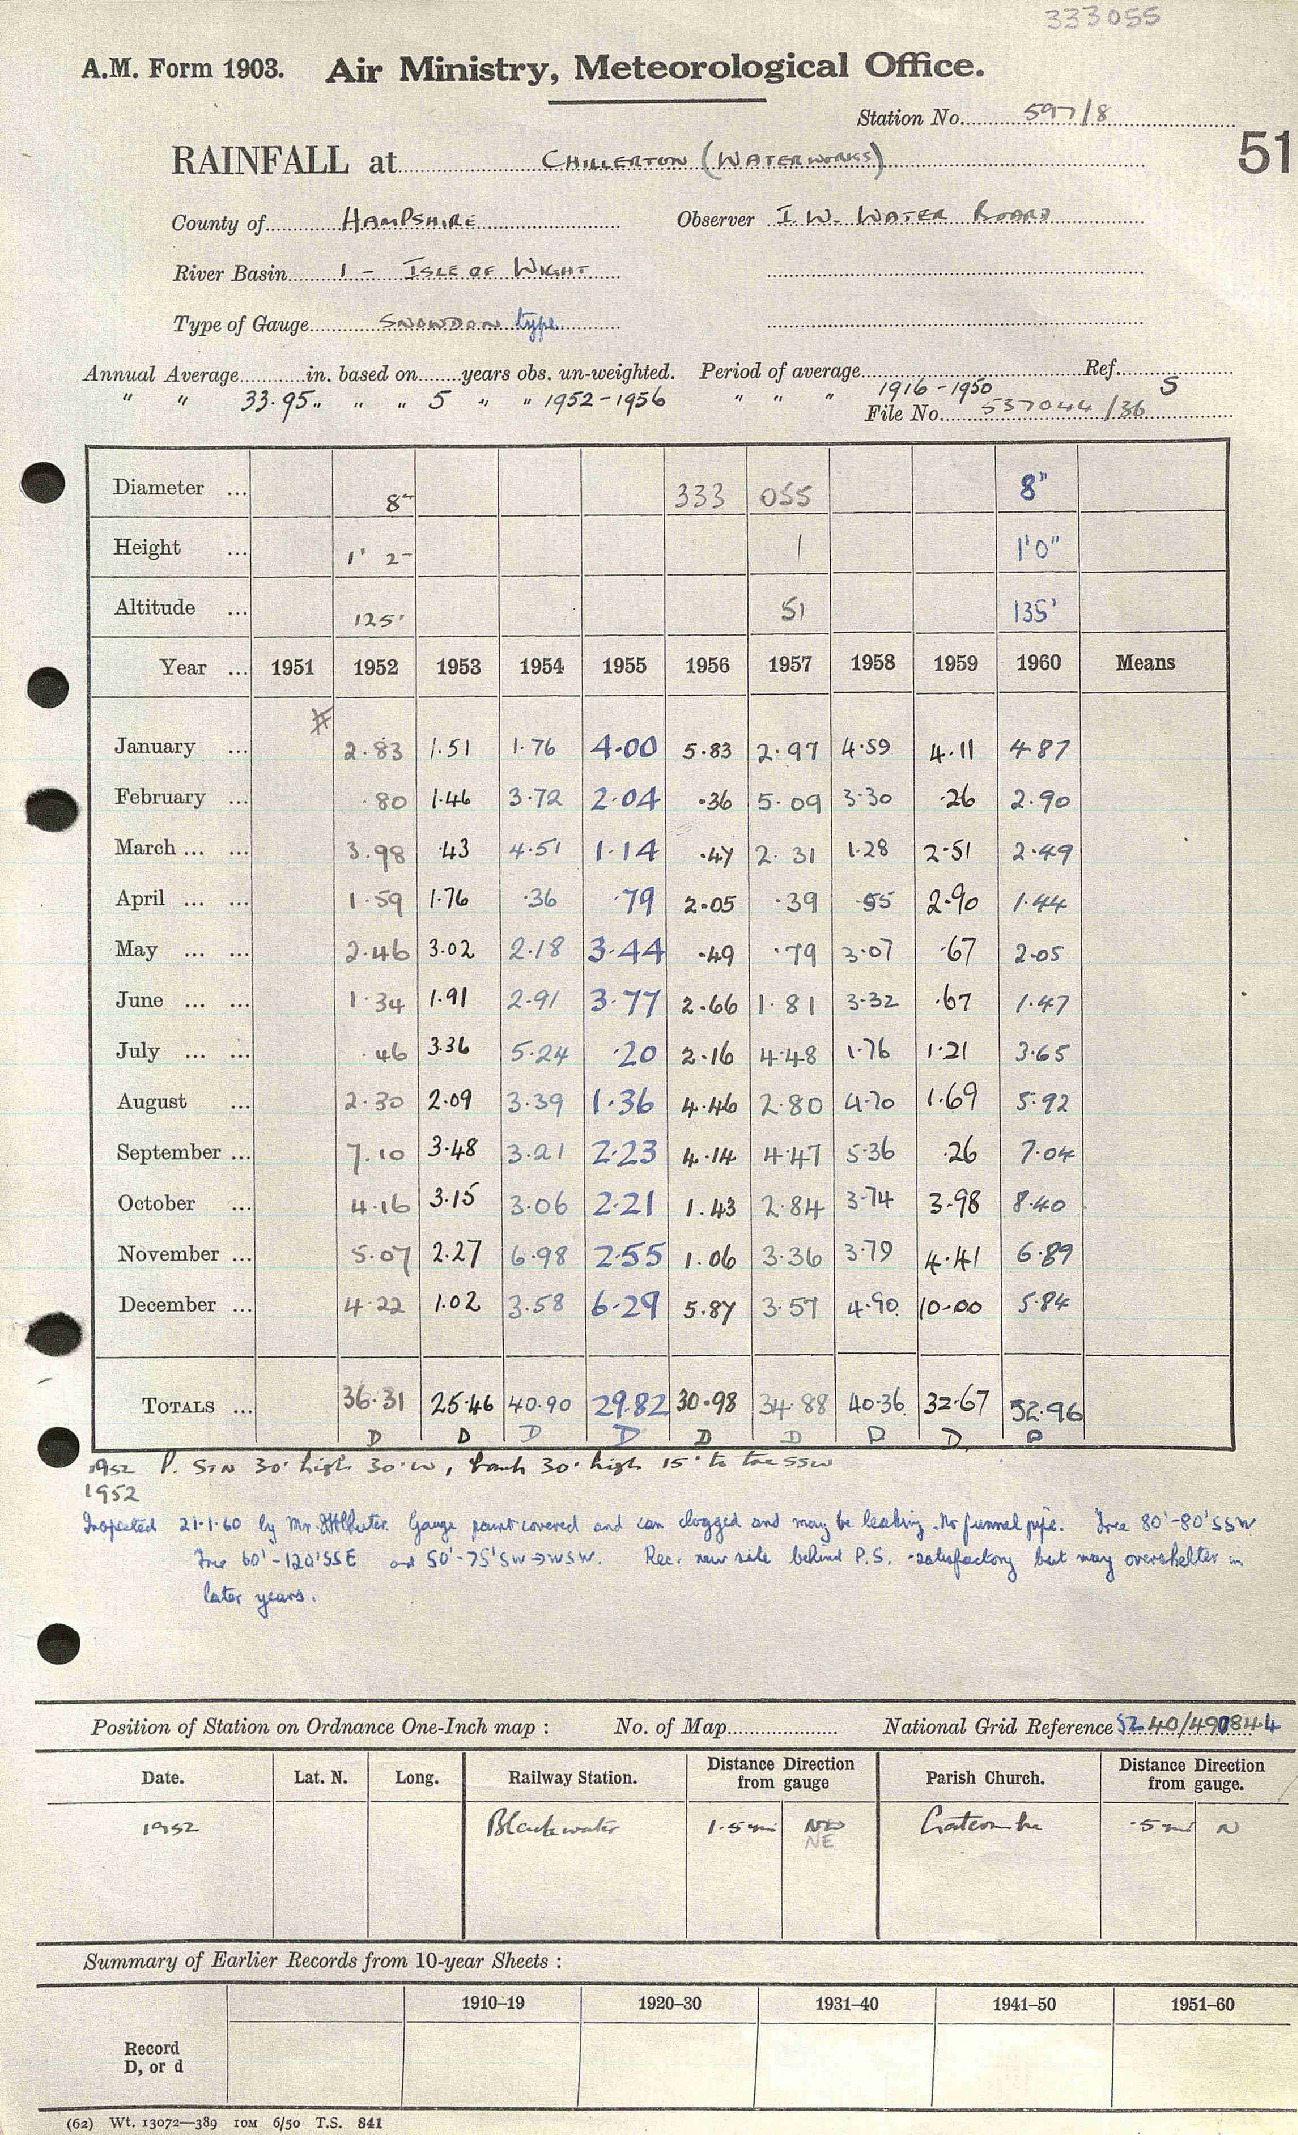 333055
A.M. Form 1903. Air Ministry, Meteorological Office.
Station No. 597/8
51
RAINFALL at CHILLERTON (WATERWORKS)
County of HAMPSHIRE Observer I.W. WATER BOARD
River Basin 1 - ISLE OF WIGHT
Type of Gauge SNOWDON type
Annual Average in. based on years obs. un-weighted. Period of average Ref.
" " 33.95 " " " 5 " " 1952-1956 " " " 1916-1950 S
File No. 537044/36
Diameter ... 8" 333 055 8"
Height ... 1' 2" 1 1'0"
Altitude ... 125' 51 135'
Year ... 1951 1952 1953 1954 1955 1956 1957 1958 1959 1960 Means
January ... 2.83 1.51 1.76 4.00 5.83 2.97 4.59 4.11 4.87
February ... .80 1.46 3.72 2.04 .36 5.09 3.30 .26 2.90
March ... ... 3.98 .43 4.51 1.14 .47 2.31 1.28 2.51 2.49
April ... ... 1.59 1.76 .36 .79 2.05 .39 .55 2.90 1.44
May ... ... 2.46 3.02 2.18 3.44 .49 .79 3.07 .67 2.05
June ... ... 1.34 1.91 2.91 3.77 2.66 1.81 3.32 .67 1.47
July ... ... .46 3.36 5.24 .20 2.16 4.48 1.76 1.21 3.65
August ... 2.30 2.09 3.39 1.36 4.46 2.80 4.70 1.69 5.92
September ... 7.10 3.48 3.21 2.23 4.14 4.47 5.36 .26 7.04
October ... 4.16 3.15 3.06 2.21 1.43 2.84 3.74 3.98 8.40
November ... 5.07 2.27 6.98 2.55 1.06 3.36 3.79 4.41 6.89
December ... 4.22 1.02 3.58 6.29 5.87 3.57 4.90 10.00 5.84
TOTALS ... 36.31 25.46 40.90 29.82 30.98 34.88 40.36 32.67 52.96
D D D D D D D D D
1952 P. STN 30' high 30' W, bank 30' high 15' to the SSW
1952
Inspected 21.1.60 by Mr. Gauge paint covered and can clogged and may be leaking. No funnel pipe. Tree 80'-80' SSW
Tree 60'-120' SSE and 50'-75' SW→WSW. Rec. new site behind P.S. - satisfactory but may overshelter in
later years.
Position of Station on Ordnance One-Inch map : No. of Map National Grid Reference SZ 40/490844
Date. Lat. N. Long. Railway Station. Distance Direction from gauge Parish Church. Distance Direction from gauge.
1952 Blackwater 1.5 mi NE Gatcombe .5 mi N
Summary of Earlier Records from 10-year Sheets :
1910–19 1920–30 1931–40 1941–50 1951–60
Record
D, or d
(62) Wt. 13072—389 10M 6/50 T.S. 841